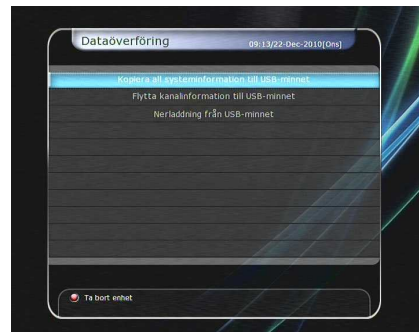 Dataöverföring
09:13/22-Dec-2010[Ons]
Kopiera all systeminformation till USB-minnet
Flytta kanalinformation till USB-minnet
Nerladdning från USB-minnet
Ta bort enhet